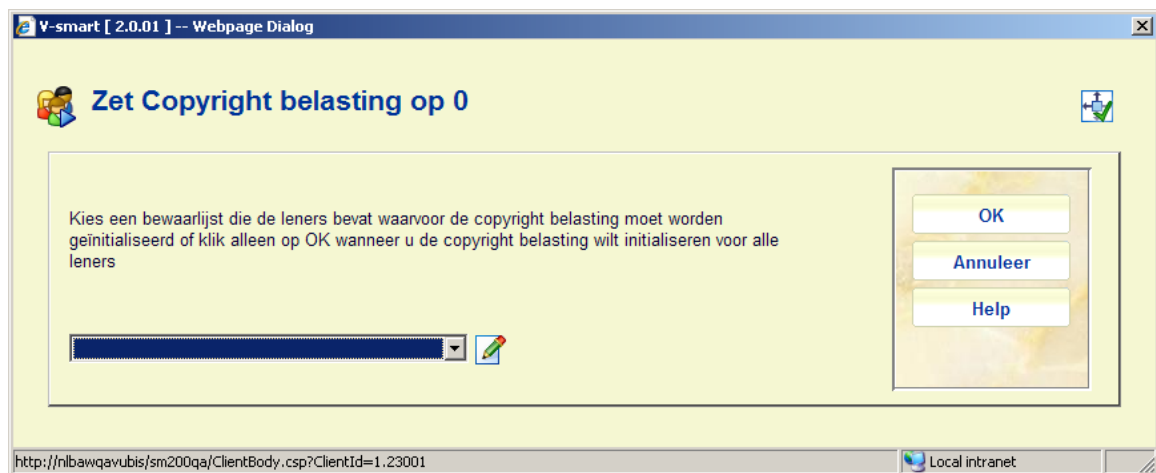 V-smart [ 2.0.01 ] -- Webpage Dialog
Zet Copyright belasting op 0
Kies een bewaarlijst die de leners bevat waarvoor de copyright belasting moet worden
geïnitialiseerd of klik alleen op OK wanneer u de copyright belasting wilt initialiseren voor alle
leners
OK
Annuleer
Help
http://nlbawqavubis/sm200qa/ClientBody.csp?ClientId=1.23001
Local intranet